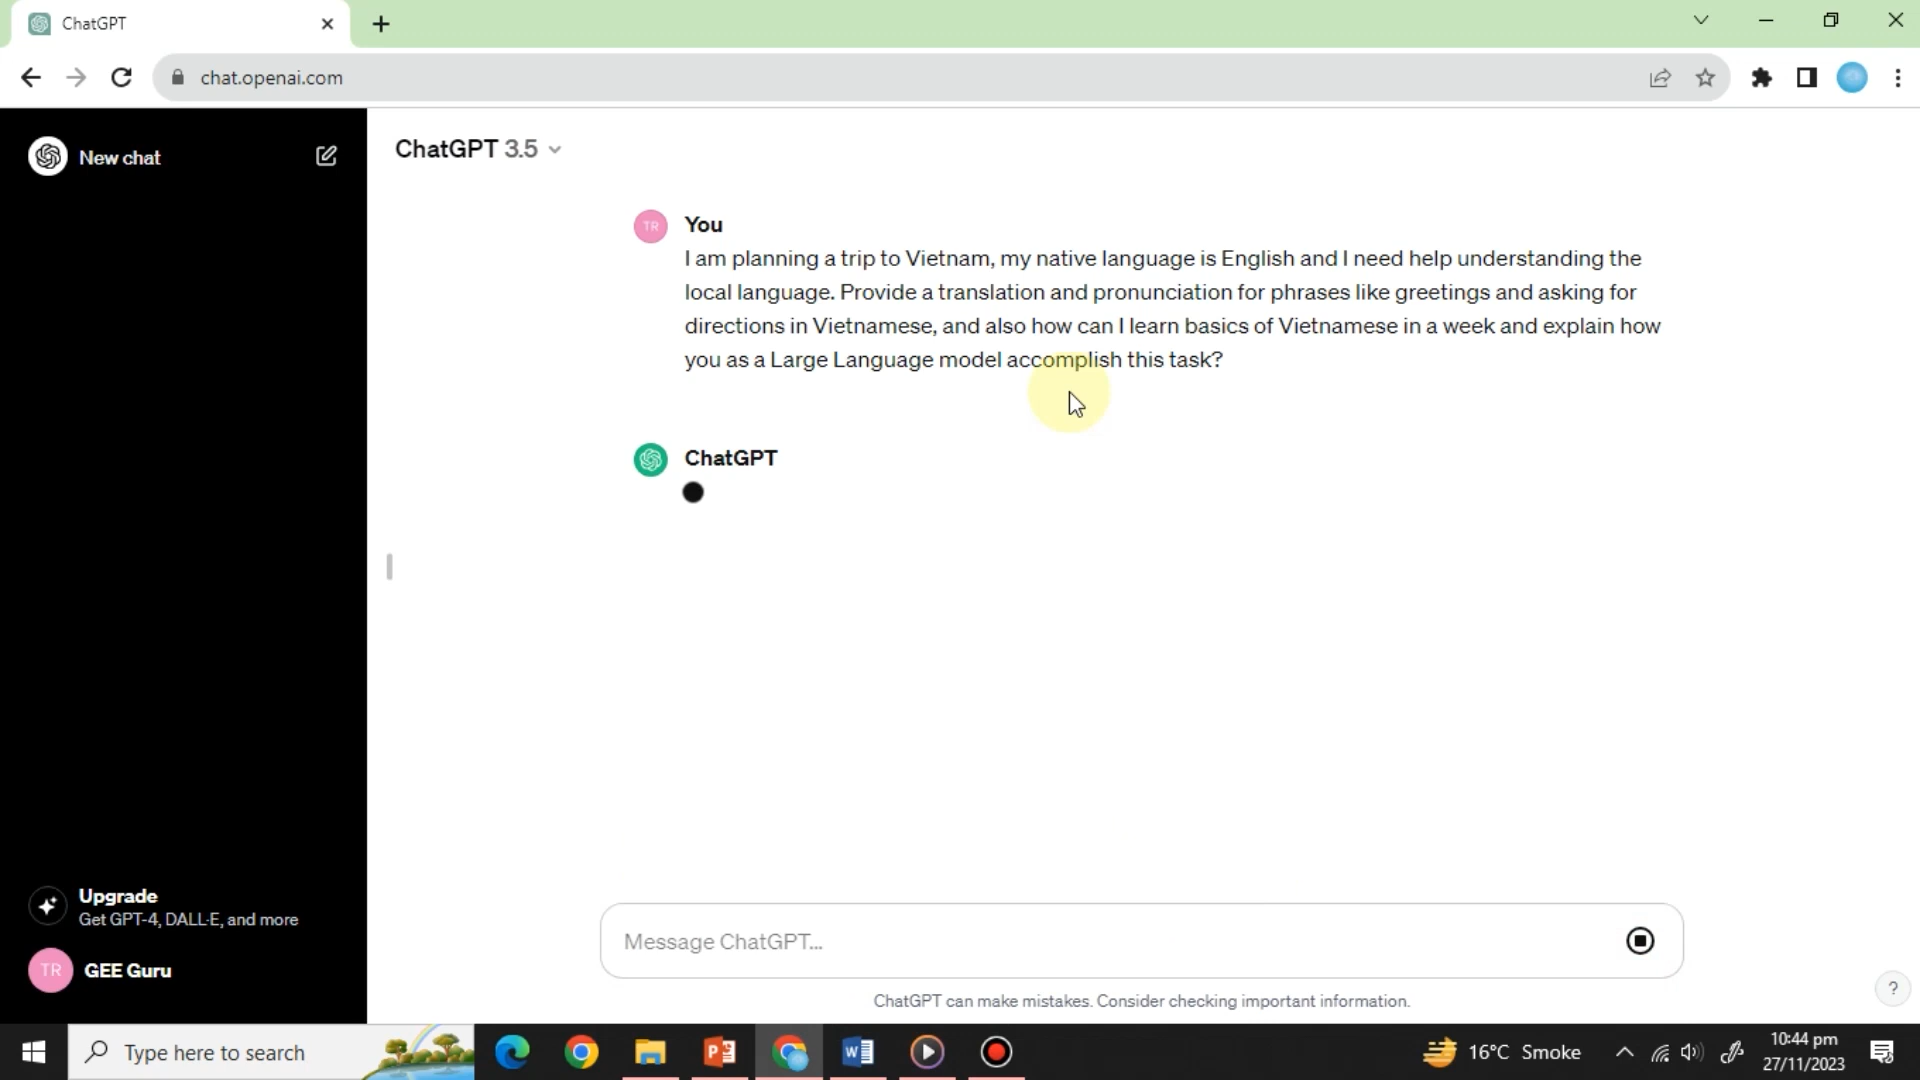 ChatGPT
chat.openai.com
New chat
ChatGPT 3.5
TR
You
I am planning a trip to Vietnam, my native language is English and I need help understanding the
local language. Provide a translation and pronunciation for phrases like greetings and asking for
directions in Vietnamese, and also how can I learn basics of Vietnamese in a week and explain how
you as a Large Language model accomplish this task?
ChatGPT
Upgrade
Get GPT-4, DALL·E, and more
TR
GEE Guru
Message ChatGPT...
?
ChatGPT can make mistakes. Consider checking important information.
Type here to search
16°C Smoke
10:44 pm
27/11/2023